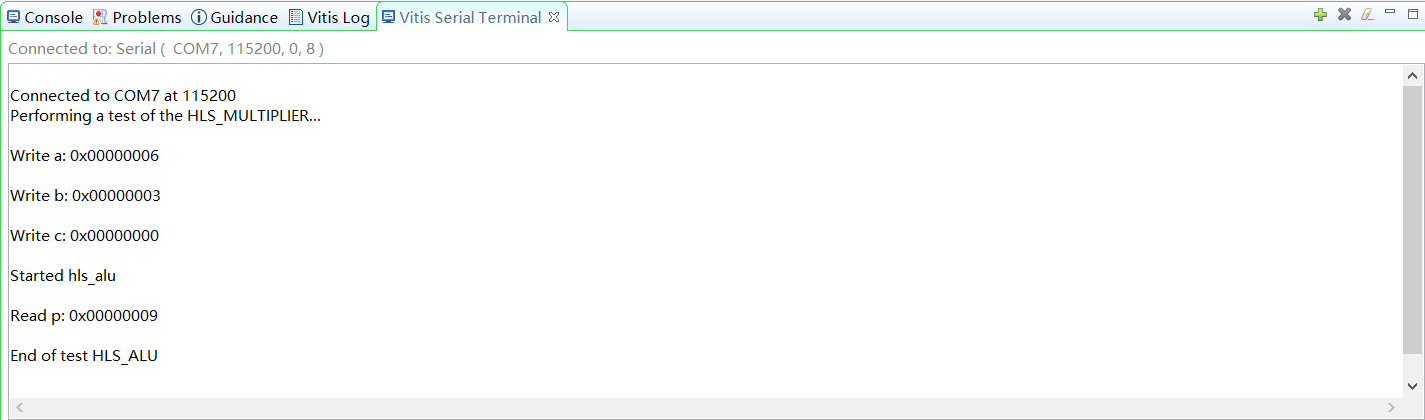 Console Problems Guidance Vitis Log Vitis Serial Terminal
Connected to: Serial ( COM7, 115200, 0, 8 )
Connected to COM7 at 115200
Performing a test of the HLS_MULTIPLIER...
Write a: 0x00000006
Write b: 0x00000003
Write c: 0x00000000
Started hls_alu
Read p: 0x00000009
End of test HLS_ALU